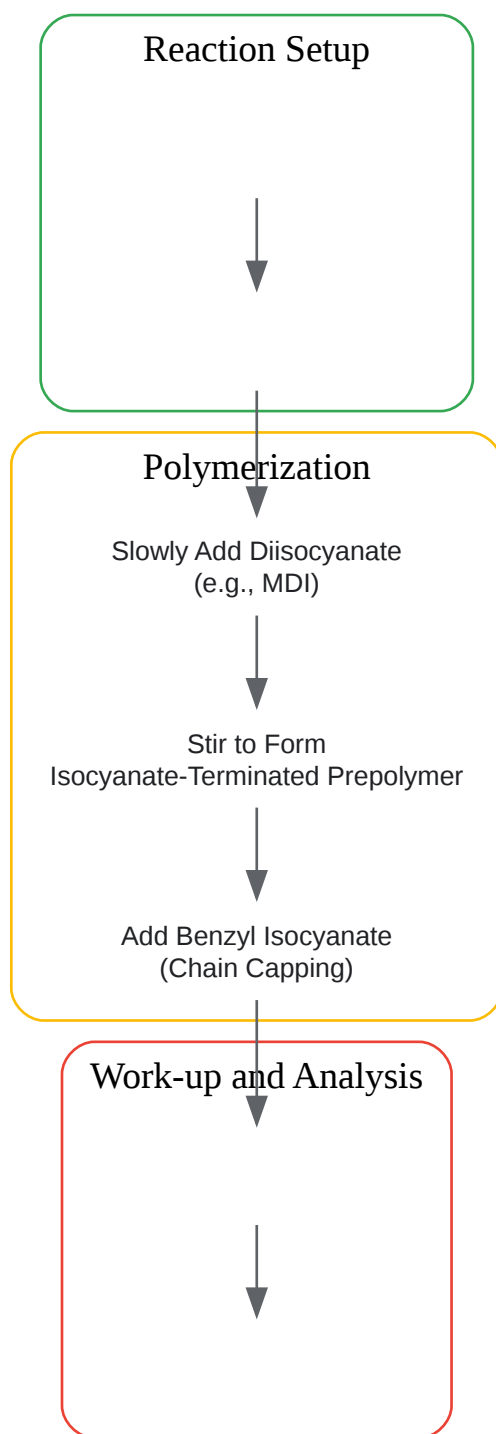 Reaction Setup
Polymerization
Slowly Add Diisocyanate
(e.g., MDI)
Stir to Form
Isocyanate-Terminated Prepolymer
Add Benzyl Isocyanate
(Chain Capping)
Work-up and Analysis